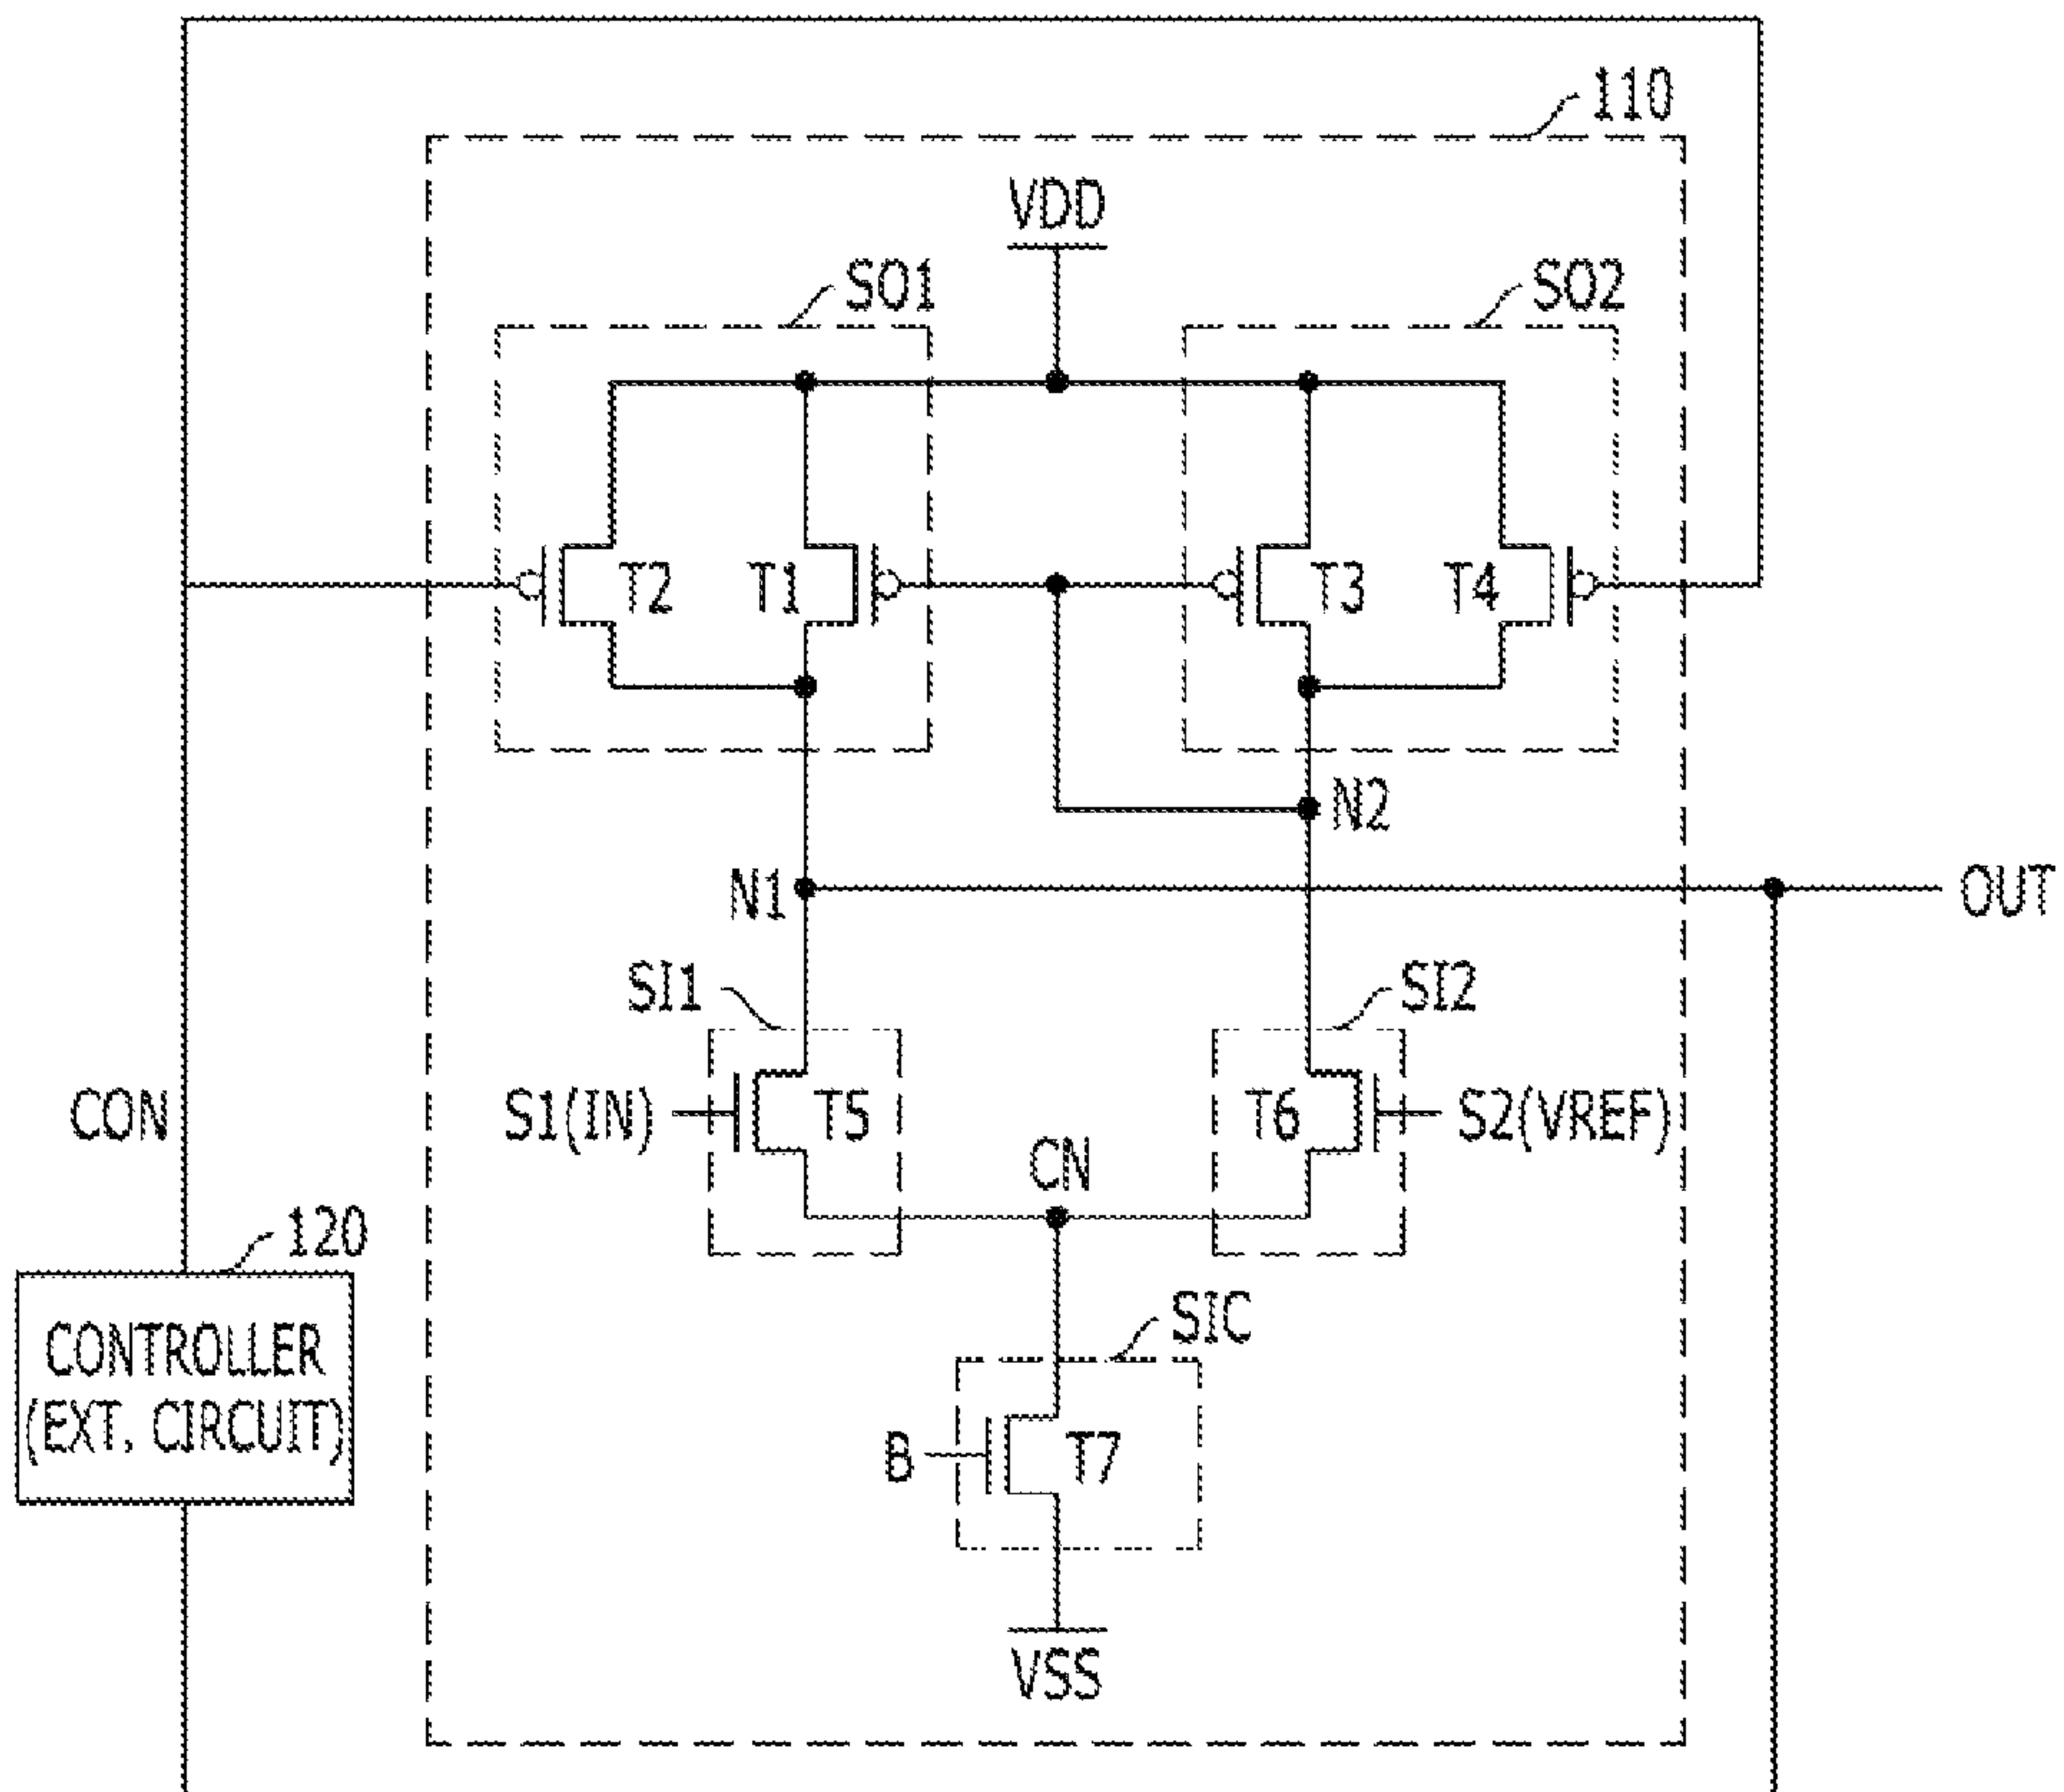 110
VDD
SO1
SO2
T2
T1
T3
T4
N2
N1
OUT
SI1
SI2
CON
S1(IN)
T5
T6
S2(VREF)
CN
120
CONTROLLER
(EXT. CIRCUIT)
SIC
B
T7
VSS